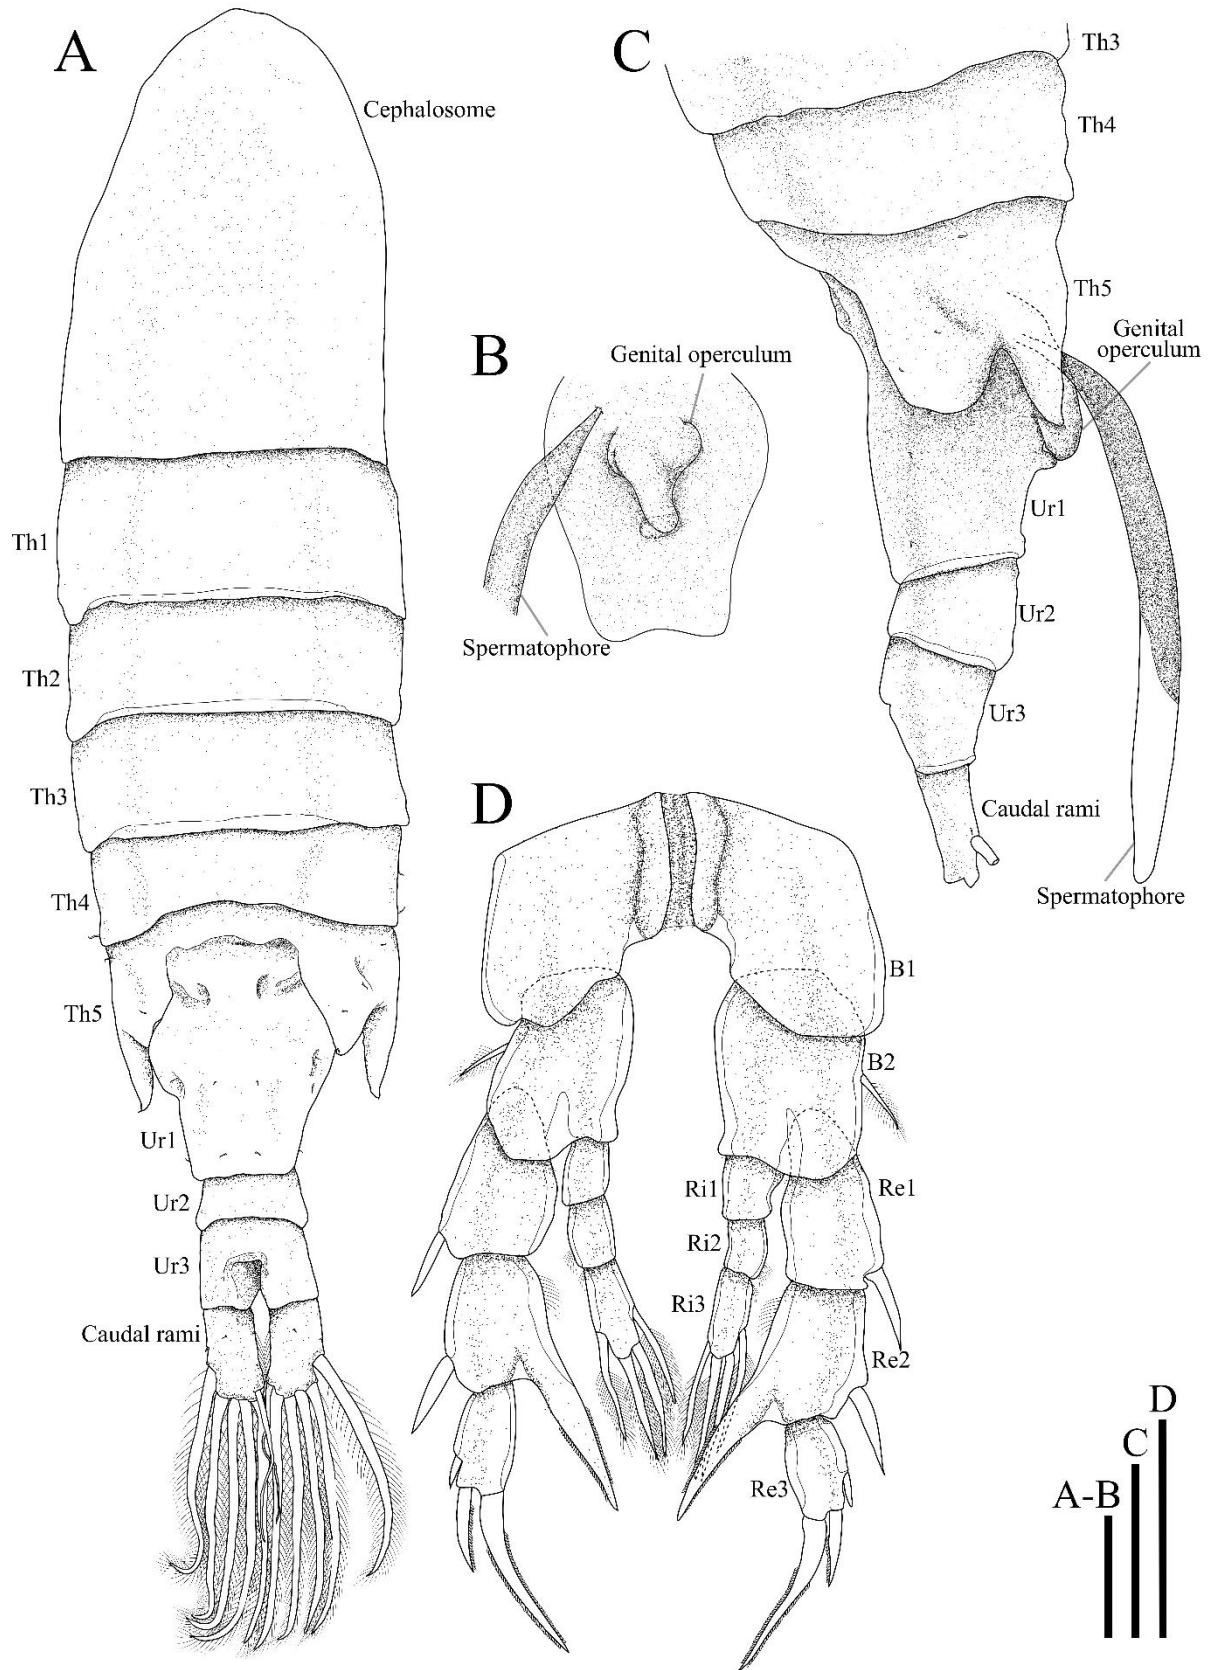 A
Cephalosome
Th1
Th2
Th3
Th4
Th5
Ur1
Ur2
Ur3
Caudal rami
B
Genital operculum
Spermatophore
C
Th3
Th4
Th5
Genital
operculum
Ur1
Ur2
Ur3
Caudal rami
Spermatophore
D
B1
B2
Ri1
Re1
Ri2
Ri3
Re2
Re3
D
C
A-B